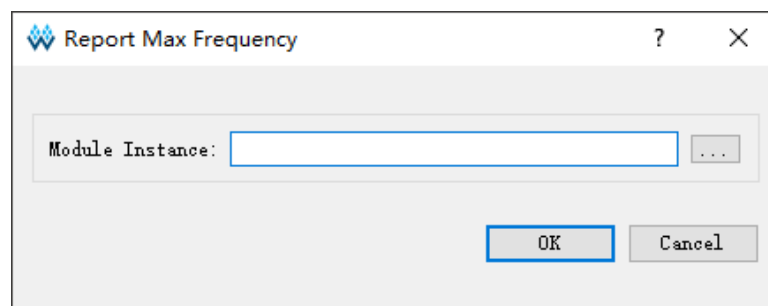 Report Max Frequency ? ×
Module Instance: ...
OK Cancel